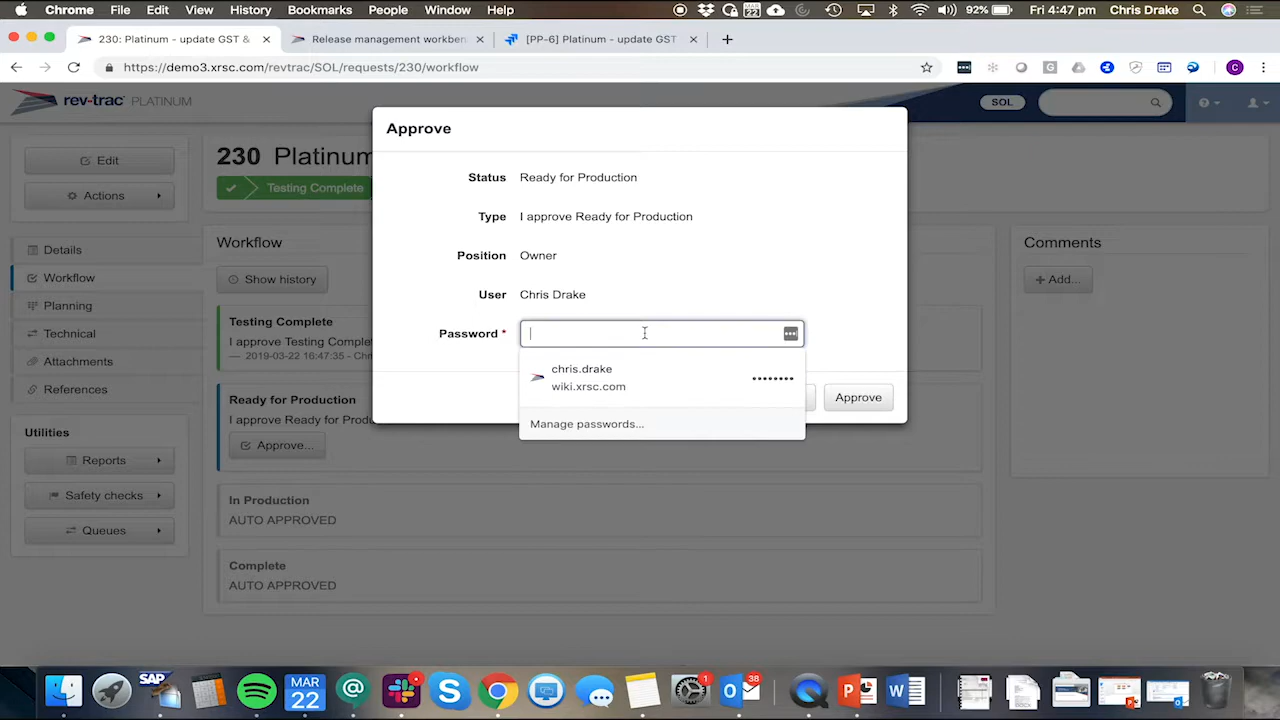 Chrome File Edit View History Bookmarks People Window Help MAR 22 92% Fri 4:47 pm Chris Drake
230: Platinum - update GST & Release management workben [PP-6] Platinum - update GST
https://demo3.xrsc.com/revtrac/SOL/requests/230/workflow
rev-trac PLATINUM SOL
Approve
Edit
230 Platinum
Status Ready for Production
Actions Testing Complete
Type I approve Ready for Production
Details Workflow Comments
Position Owner
Workflow Show history Add...
User Chris Drake
Planning
Testing Complete
Technical I approve Testing Complet Password *
2019-03-22 16:47:35 - Chr
Attachments
chris.drake
wiki.xrsc.com
References
Ready for Production Approve
I approve Ready for Produ Manage passwords...
Utilities Approve...
Reports
Safety checks In Production
AUTO APPROVED
Queues
Complete
AUTO APPROVED
SAP
MAR
22
1
38